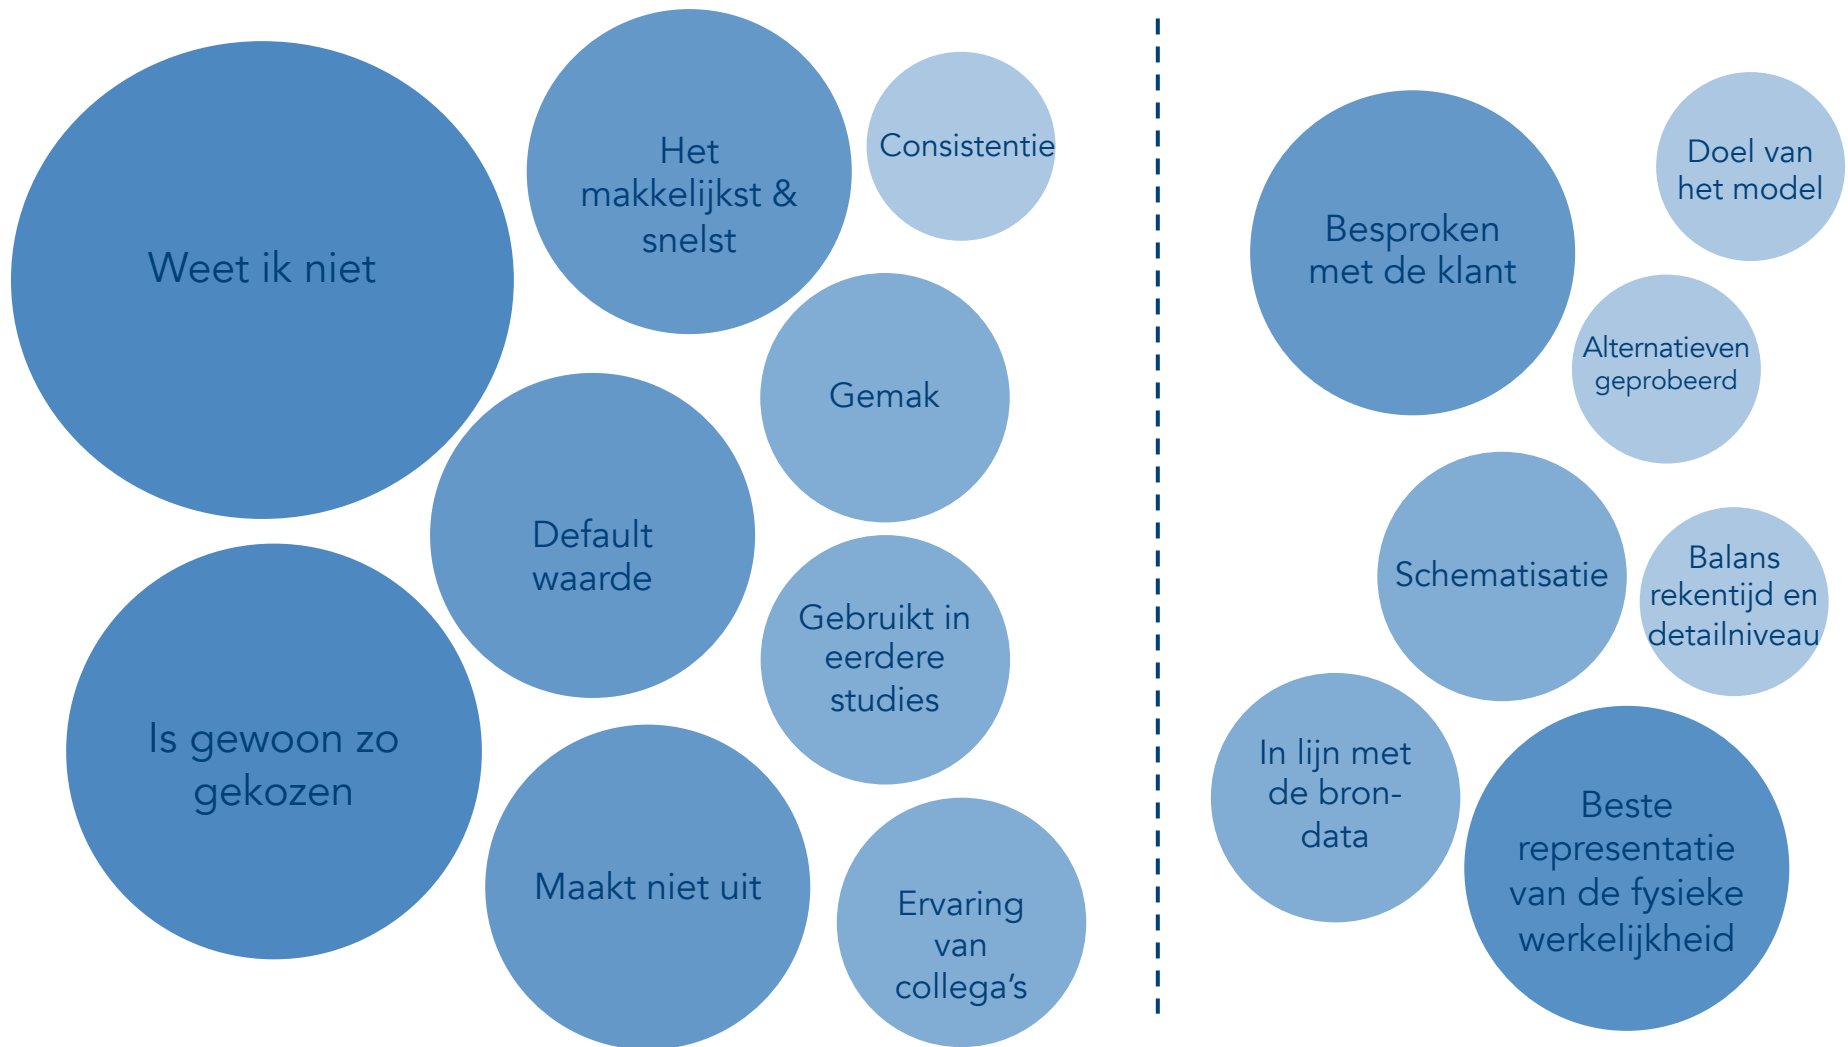 Weet ik niet
Het
makkelijkst &
snelst
Consistentie
Gemak
Default
waarde
Gebruikt in
eerdere
studies
Is gewoon zo
gekozen
Maakt niet uit
Ervaring
van
collega’s
Besproken
met de klant
Doel van
het model
Alternatieven
geprobeerd
Schematisatie
Balans
rekentijd en
detailniveau
In lijn met
de bron-
data
Beste
representatie
van de fysieke
werkelijkheid